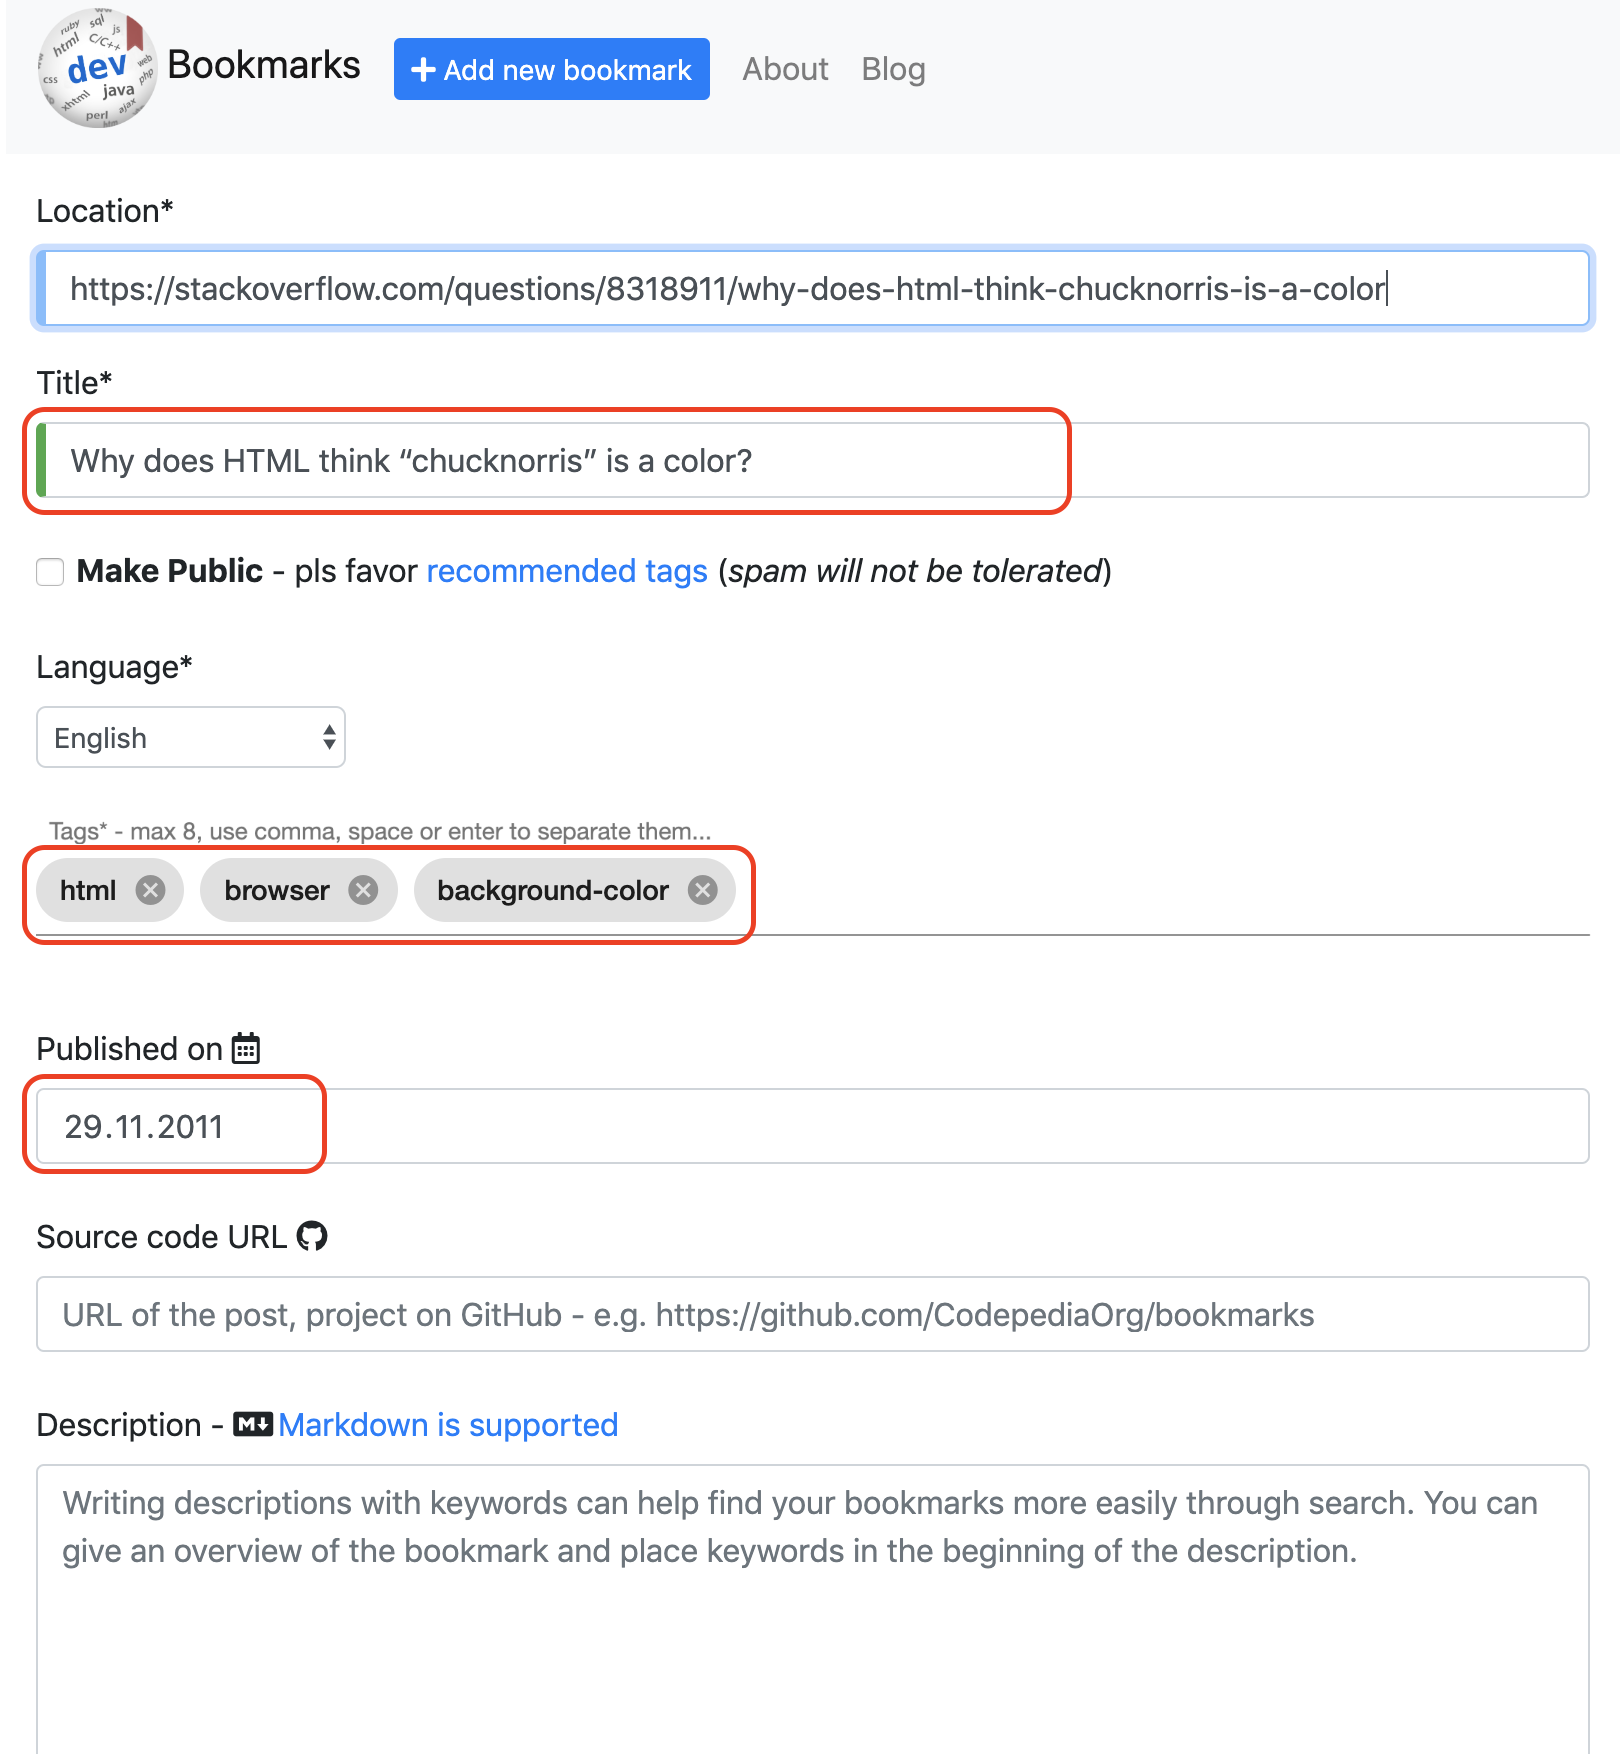 ruby sql js
html C/C++
css dev web
php
java
xhtml ajax
perl
htm
Bookmarks
Add new bookmark
About
Blog
Location*
https://stackoverflow.com/questions/8318911/why-does-html-think-chucknorris-is-a-color
Title*
Why does HTML think “chucknorris” is a color?
Make Public - pls favor recommended tags (spam will not be tolerated)
Language*
English
Tags* - max 8, use comma, space or enter to separate them...
html browser background-color
Published on
29.11.2011
Source code URL
URL of the post, project on GitHub - e.g. https://github.com/CodepediaOrg/bookmarks
Description - M Markdown is supported
Writing descriptions with keywords can help find your bookmarks more easily through search. You can
give an overview of the bookmark and place keywords in the beginning of the description.